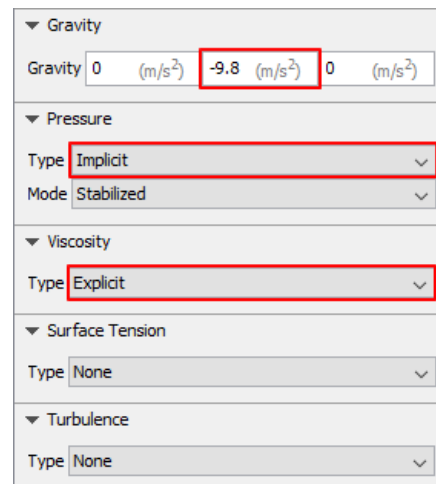 Gravity
Gravity 0 (m/s²) -9.8 (m/s²) 0 (m/s²)
Pressure
Type Implicit
Mode Stabilized
Viscosity
Type Explicit
Surface Tension
Type None
Turbulence
Type None